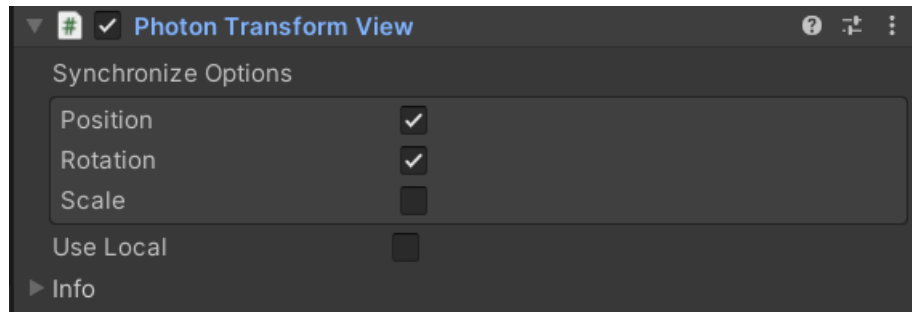 # Photon Transform View
Synchronize Options
Position
Rotation
Scale
Use Local
Info